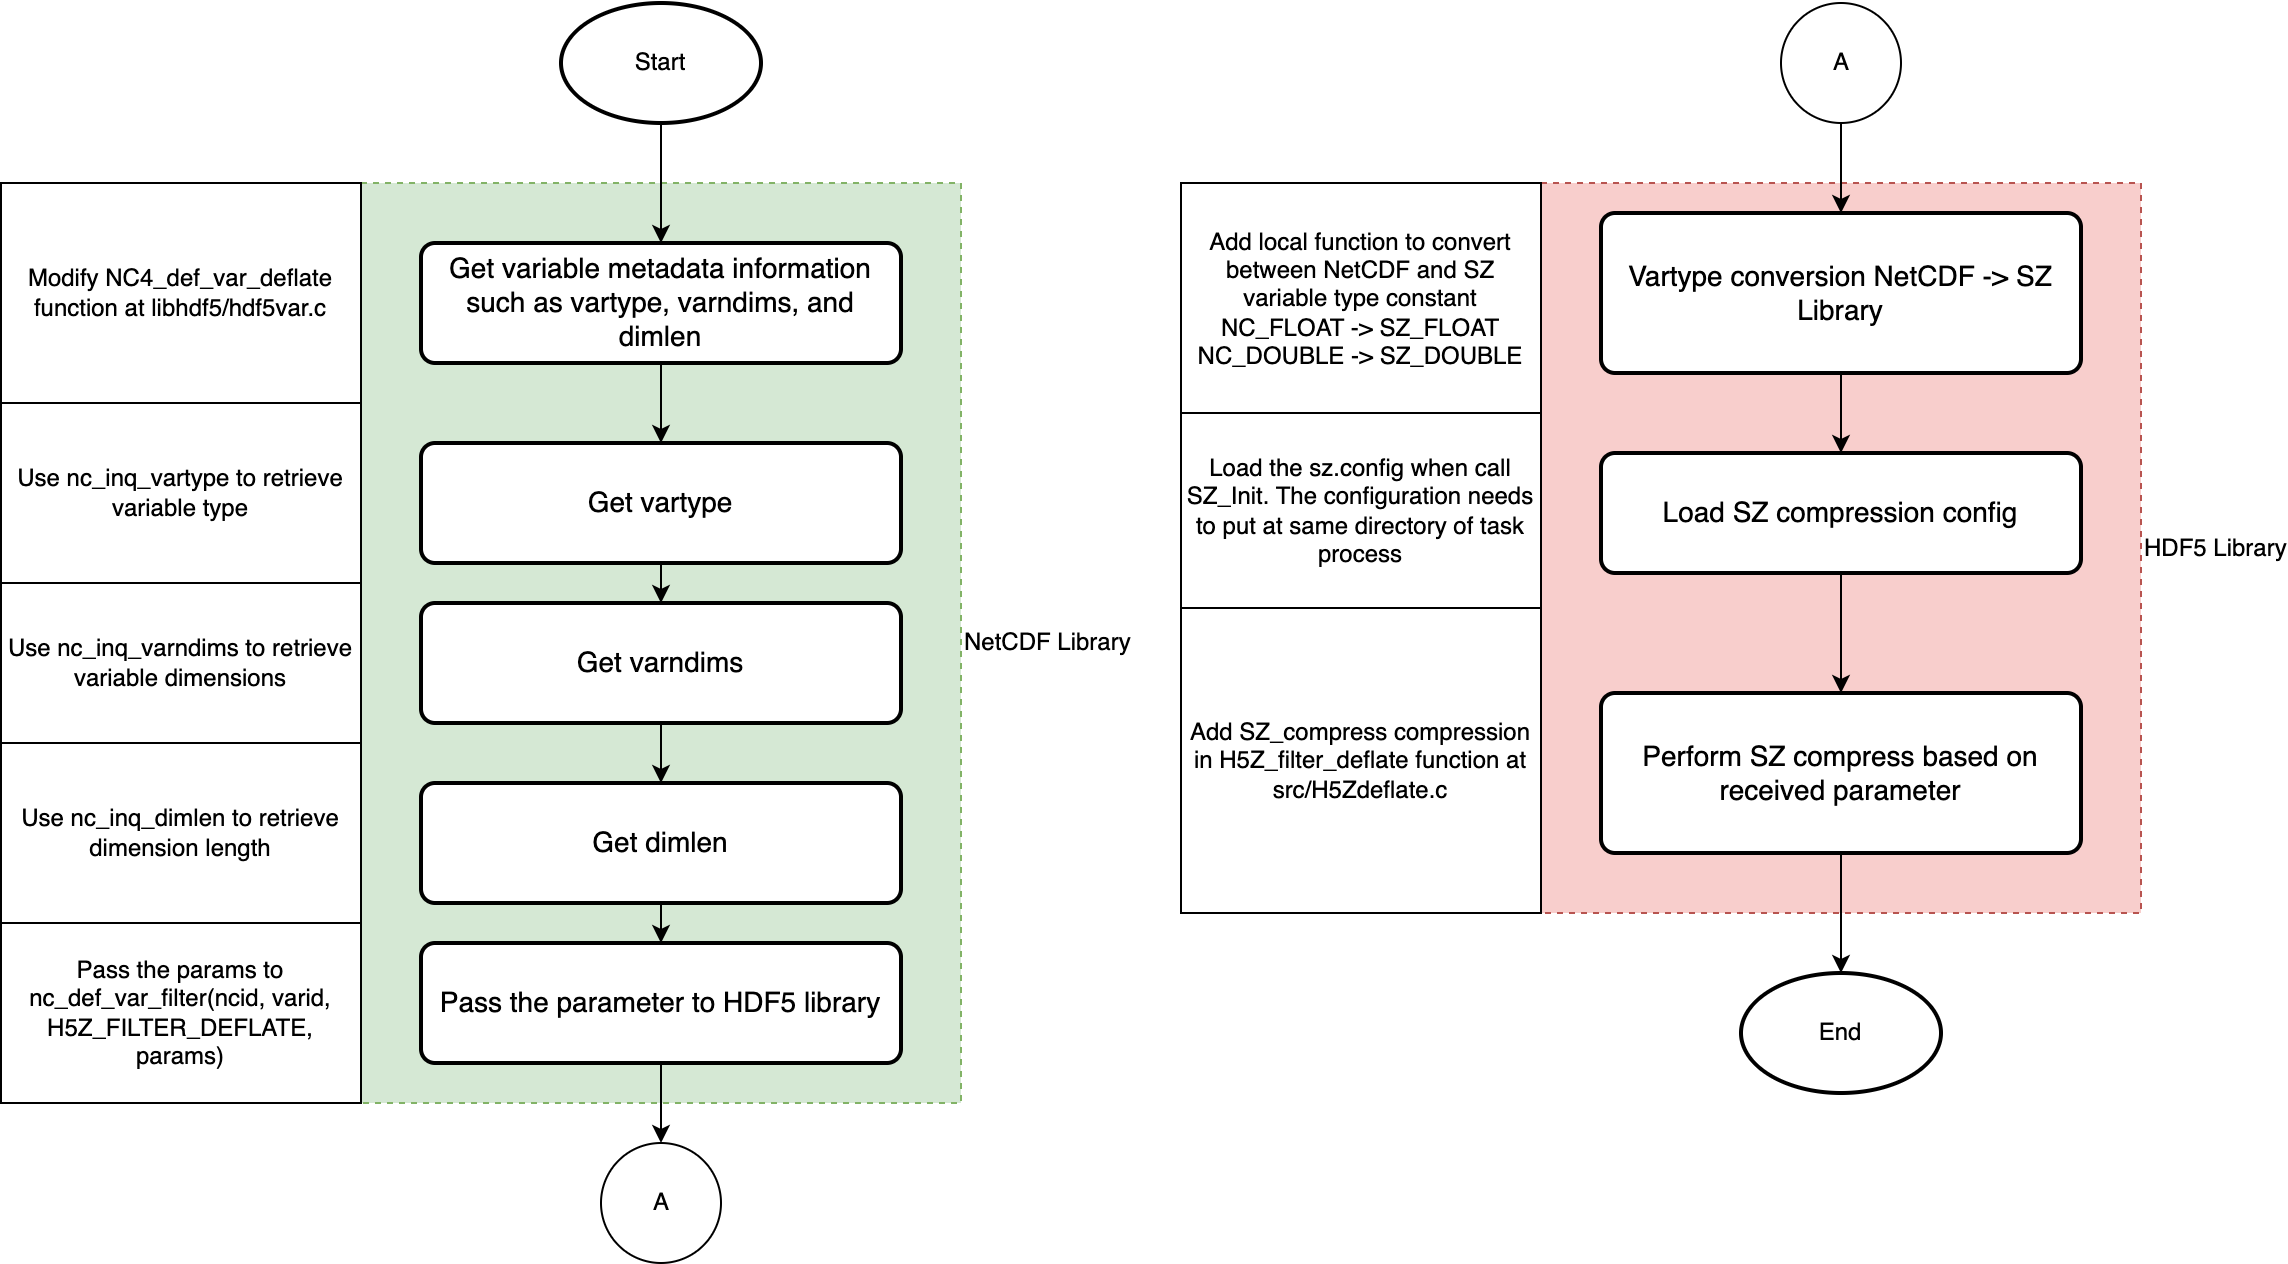 Start
Modify NC4_def_var_deflate
function at libhdf5/hdf5var.c
Get variable metadata information
such as vartype, varndims, and
dimlen
Use nc_inq_vartype to retrieve
variable type
Get vartype
Use nc_inq_varndims to retrieve
variable dimensions
Get varndims
NetCDF Library
Use nc_inq_dimlen to retrieve
dimension length
Get dimlen
Pass the params to
nc_def_var_filter(ncid, varid,
H5Z_FILTER_DEFLATE,
params)
Pass the parameter to HDF5 library
A
A
Add local function to convert
between NetCDF and SZ
variable type constant
NC_FLOAT -> SZ_FLOAT
NC_DOUBLE -> SZ_DOUBLE
Vartype conversion NetCDF -> SZ
Library
Load the sz.config when call
SZ_Init. The configuration needs
to put at same directory of task
process
Load SZ compression config
HDF5 Library
Add SZ_compress compression
in H5Z_filter_deflate function at
src/H5Zdeflate.c
Perform SZ compress based on
received parameter
End